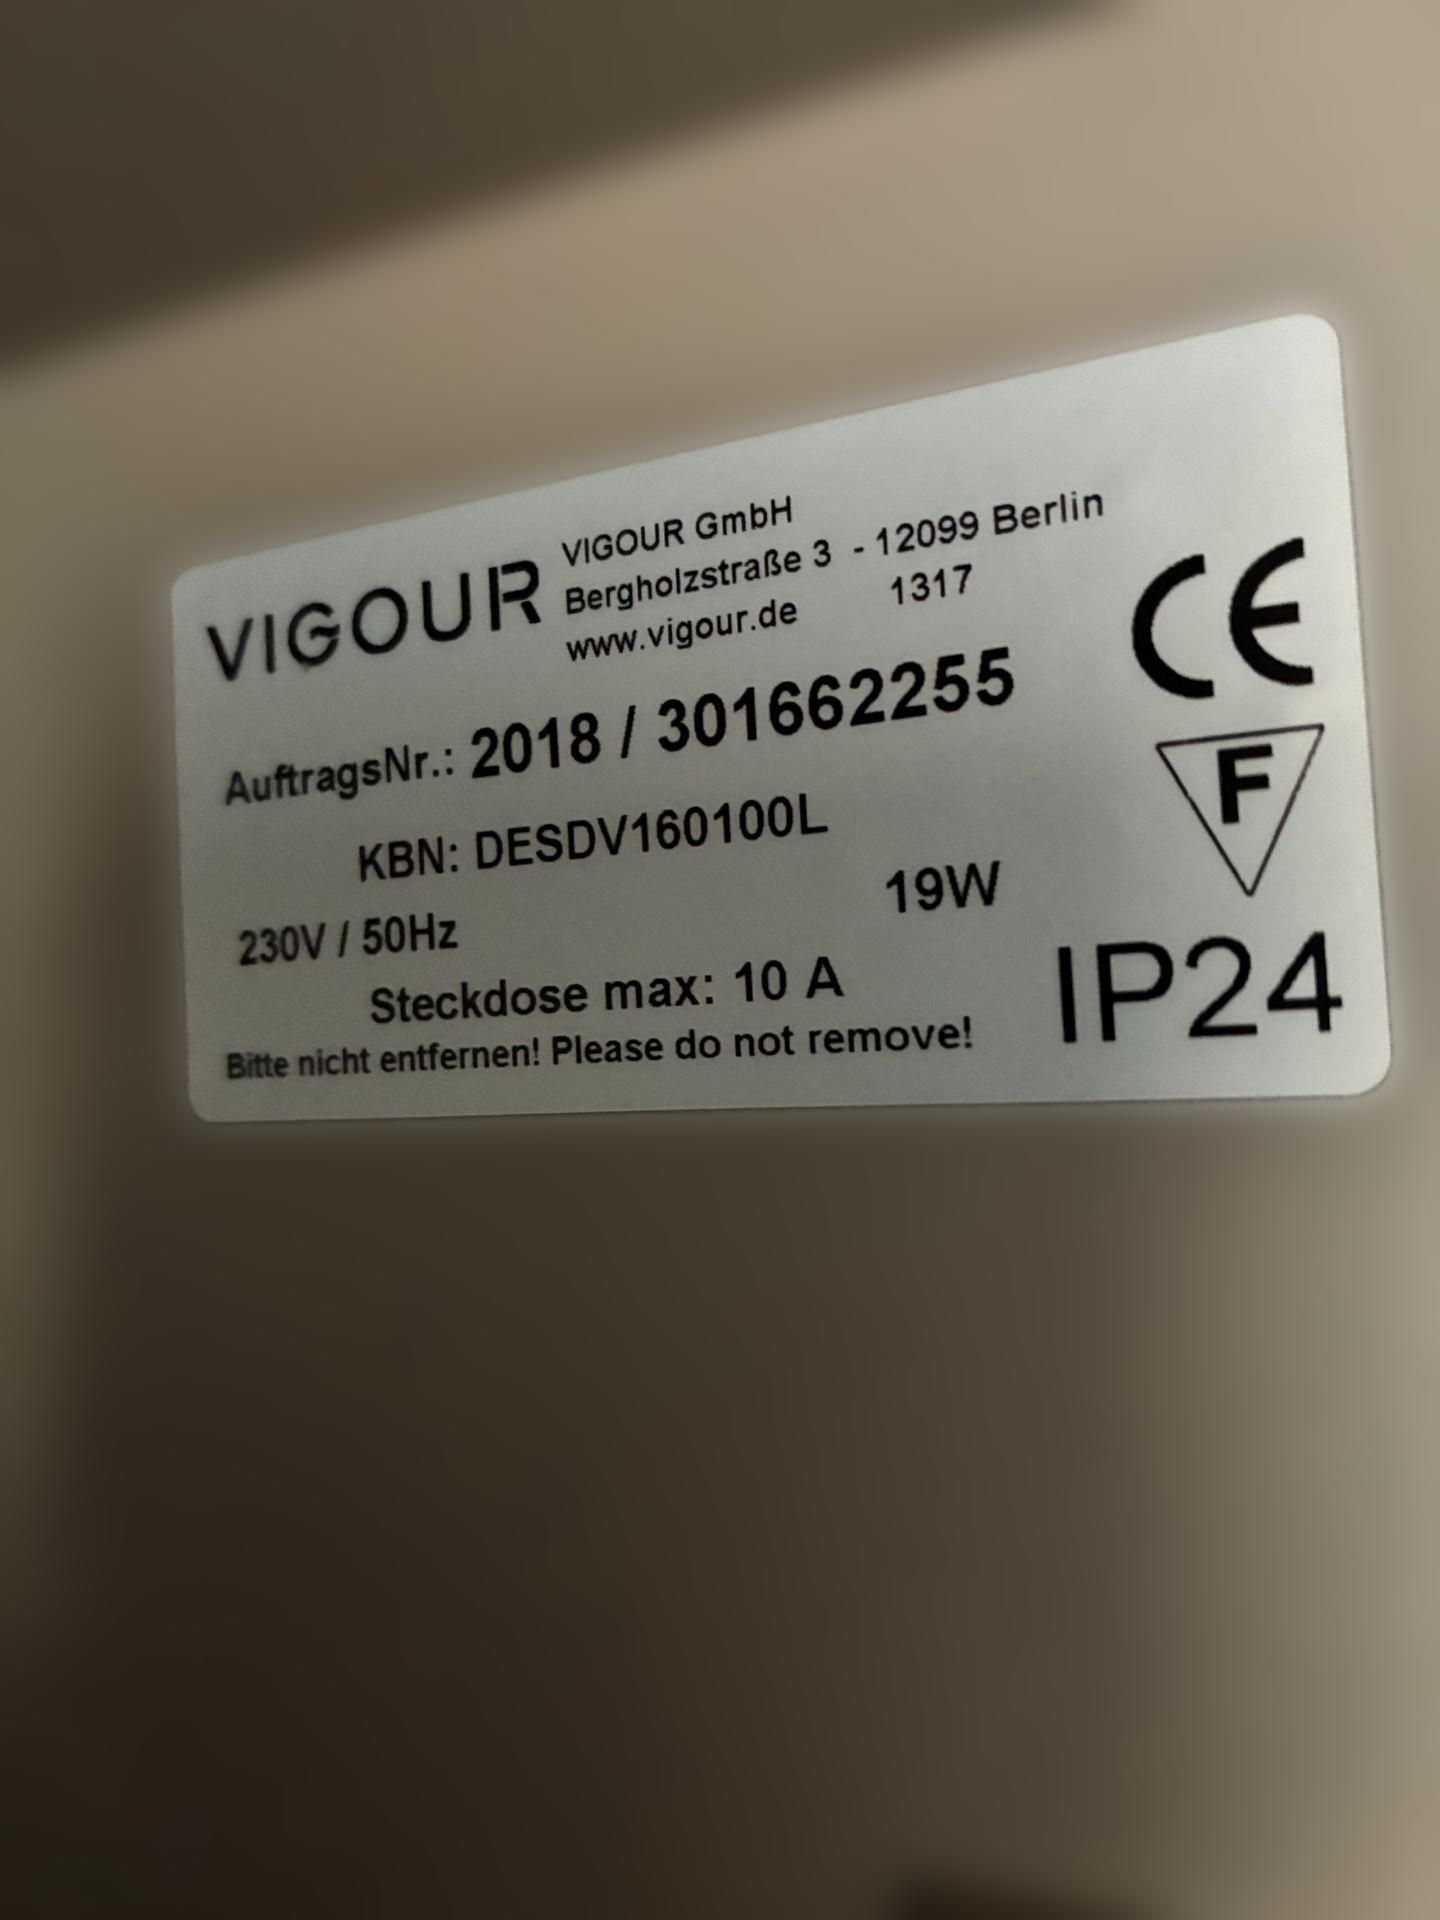 VIGOUR
VIGOUR GmbH
Bergholzstraße 3 - 12099 Berlin
www.vigour.de 1317
CE
AuftragsNr.: 2018 / 301662255
F
KBN: DESDV160100L
230V / 50Hz 19W
Steckdose max: 10 A
IP24
Bitte nicht entfernen! Please do not remove!